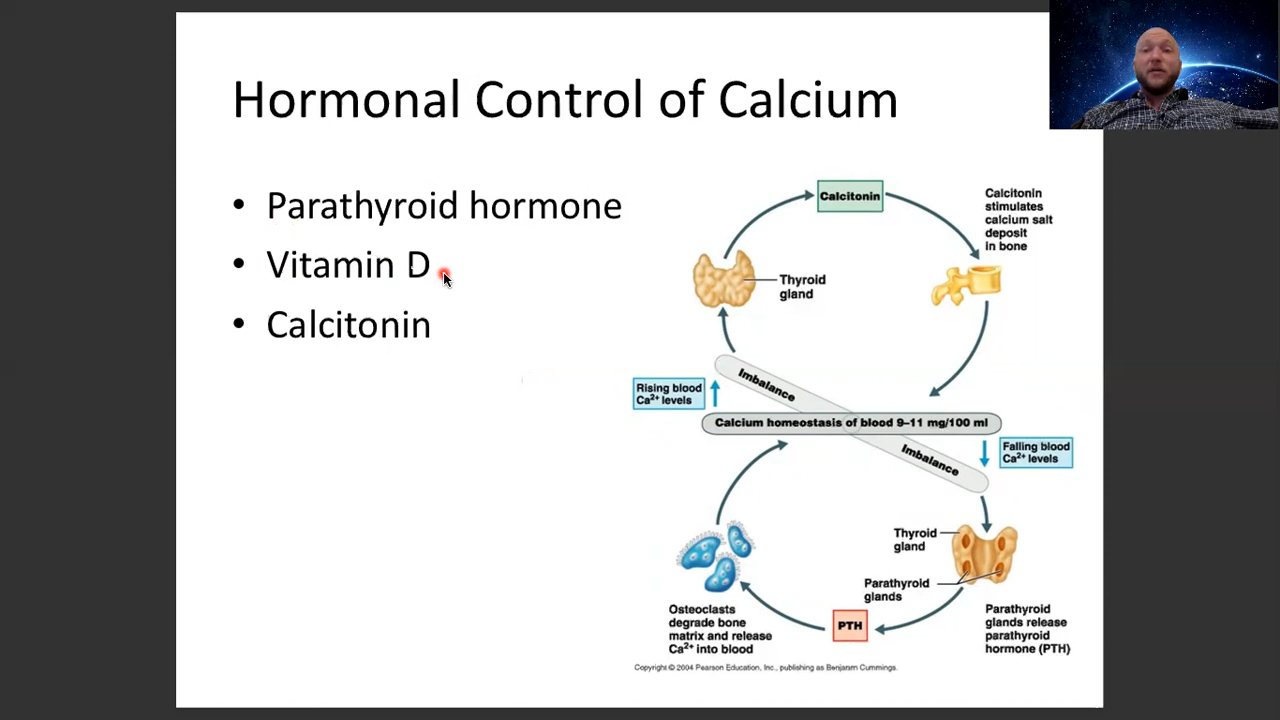 Hormonal Control of Calcium
• Parathyroid hormone
• Vitamin D
• Calcitonin
Calcitonin
Calcitonin
stimulates
calcium salt
deposit
in bone
Thyroid
gland
Imbalance
Rising blood
Ca²⁺ levels
Calcium homeostasis of blood 9–11 mg/100 ml
Imbalance
Falling blood
Ca²⁺ levels
Thyroid
gland
Parathyroid
glands
Parathyroid
glands release
parathyroid
hormone (PTH)
PTH
Osteoclasts
degrade bone
matrix and release
Ca²⁺ into blood
Copyright © 2004 Pearson Education, Inc., publishing as Benjamin Cummings.